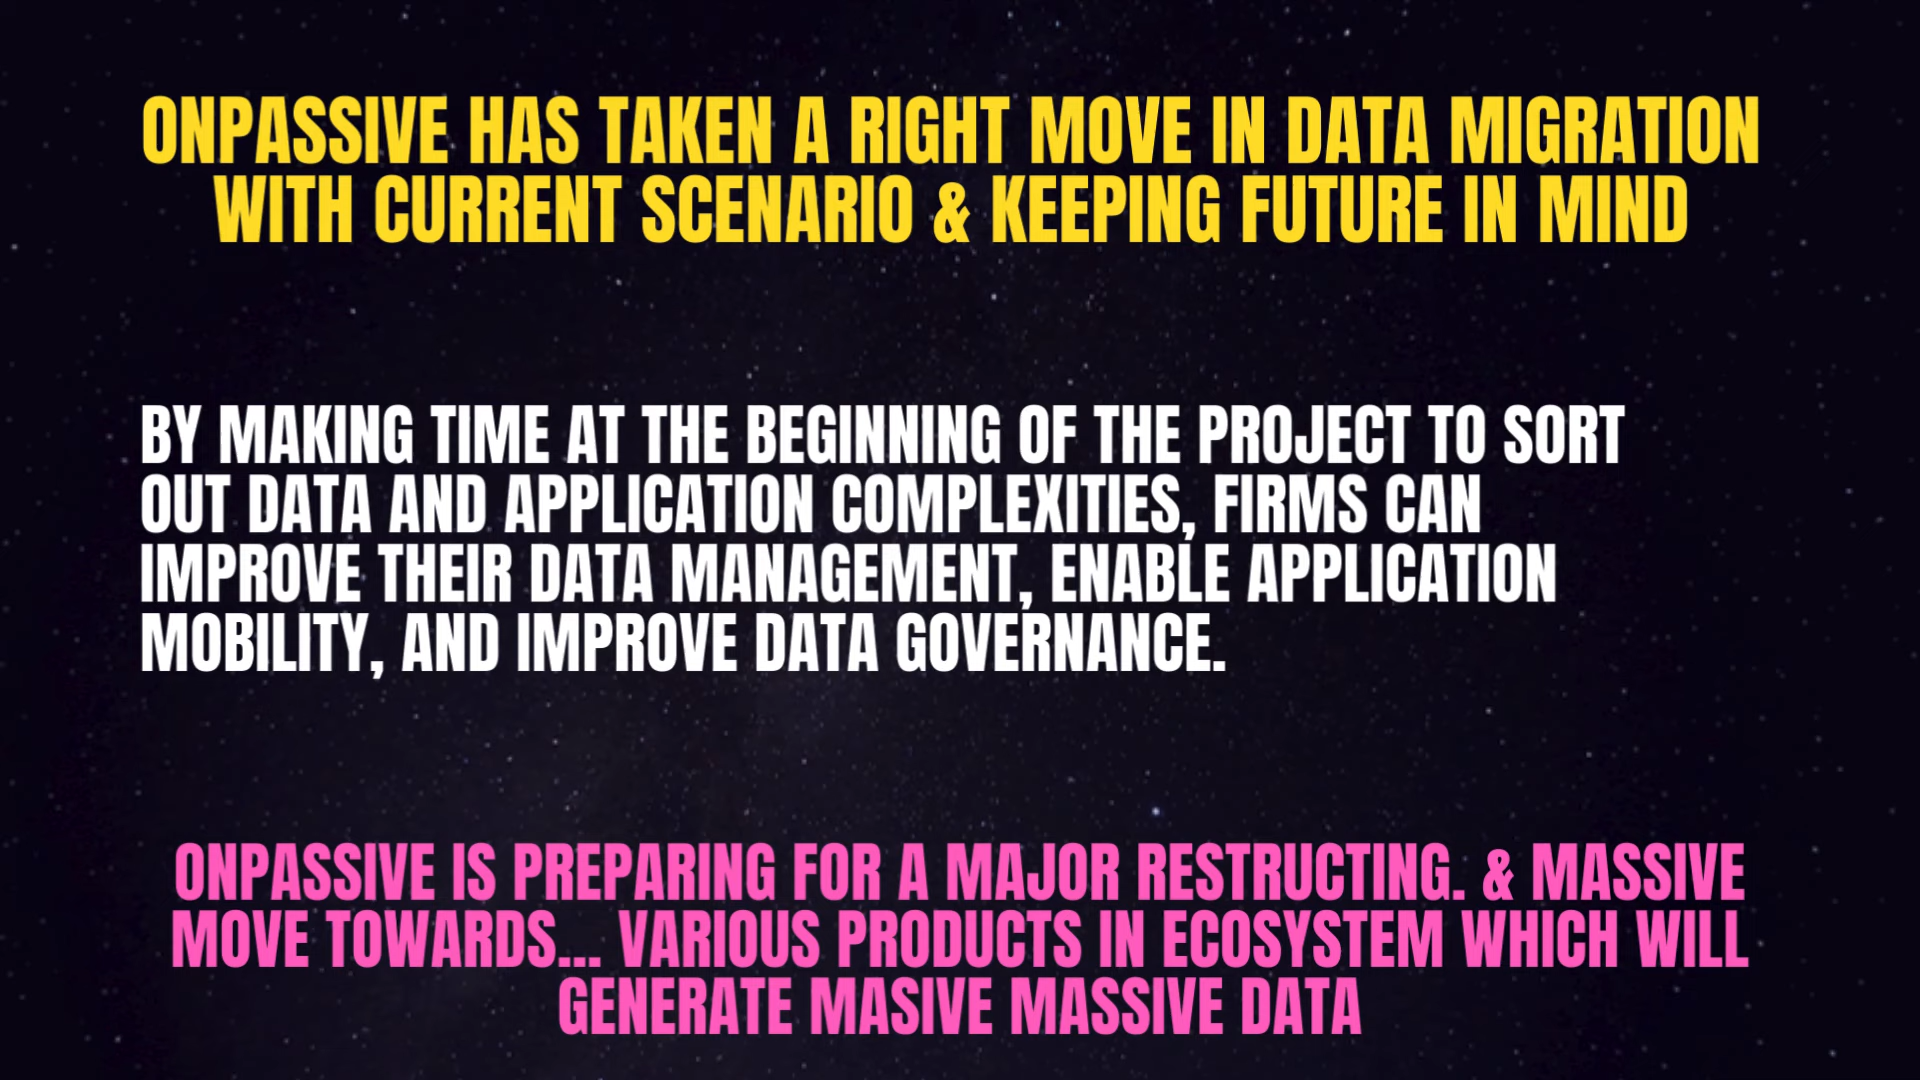 ONPASSIVE HAS TAKEN A RIGHT MOVE IN DATA MIGRATION
WITH CURRENT SCENARIO & KEEPING FUTURE IN MIND
BY MAKING TIME AT THE BEGINNING OF THE PROJECT TO SORT
OUT DATA AND APPLICATION COMPLEXITIES, FIRMS CAN
IMPROVE THEIR DATA MANAGEMENT, ENABLE APPLICATION
MOBILITY, AND IMPROVE DATA GOVERNANCE.
ONPASSIVE IS PREPARING FOR A MAJOR RESTRUCTING. & MASSIVE
MOVE TOWARDS... VARIOUS PRODUCTS IN ECOSYSTEM WHICH WILL
GENERATE MASIVE MASSIVE DATA